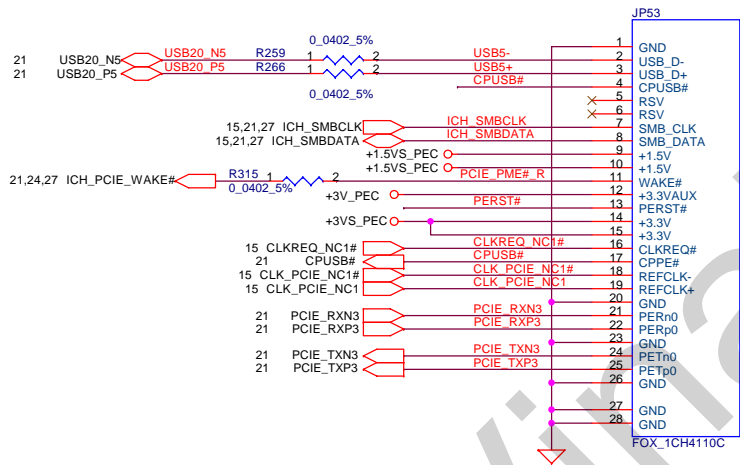 JP53
0_0402_5%
21 USB20_N5 USB20_N5 R259 1 2 USB5- 2 USB_D-
21 USB20_P5 USB20_P5 R266 1 2 USB5+ 3 USB_D+
0_0402_5%
1 GND
CPUSB# 4 CPUSB#
5 RSV
6 RSV
15,21,27 ICH_SMBCLK ICH_SMBCLK 7 SMB_CLK
15,21,27 ICH_SMBDATA ICH_SMBDATA 8 SMB_DATA
+1.5VS_PEC 9 +1.5V
+1.5VS_PEC 10 +1.5V
21,24,27 ICH_PCIE_WAKE# R315 1 2 PCIE_PME#_R 11 WAKE#
0_0402_5%
+3V_PEC 12 +3.3VAUX
PERST# 13 PERST#
+3VS_PEC 14 +3.3V
15 +3.3V
15 CLKREQ_NC1# CLKREQ_NC1# 16 CLKREQ#
21 CPUSB# CPUSB# 17 CPPE#
15 CLK_PCIE_NC1# CLK_PCIE_NC1# 18 REFCLK-
15 CLK_PCIE_NC1 CLK_PCIE_NC1 19 REFCLK+
20 GND
21 PCIE_RXN3 PCIE_RXN3 21 PERn0
21 PCIE_RXP3 PCIE_RXP3 22 PERp0
23 GND
21 PCIE_TXN3 PCIE_TXN3 24 PETn0
21 PCIE_TXP3 PCIE_TXP3 25 PETp0
26 GND
27 GND
28 GND
FOX_1CH4110C